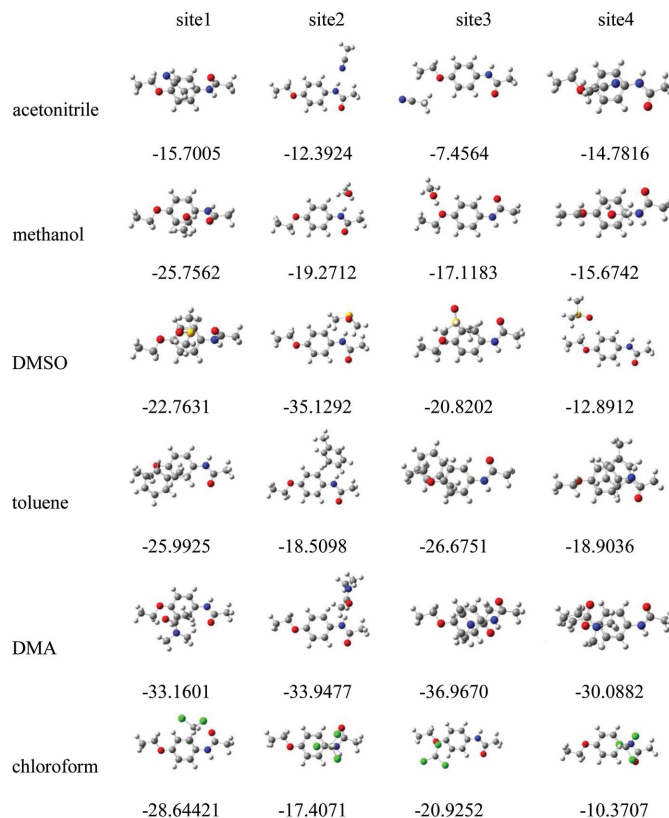 site1 site2 site3 site4
acetonitrile
-15.7005 -12.3924 -7.4564 -14.7816
methanol
-25.7562 -19.2712 -17.1183 -15.6742
DMSO
-22.7631 -35.1292 -20.8202 -12.8912
toluene
-25.9925 -18.5098 -26.6751 -18.9036
DMA
-33.1601 -33.9477 -36.9670 -30.0882
chloroform
-28.64421 -17.4071 -20.9252 -10.3707